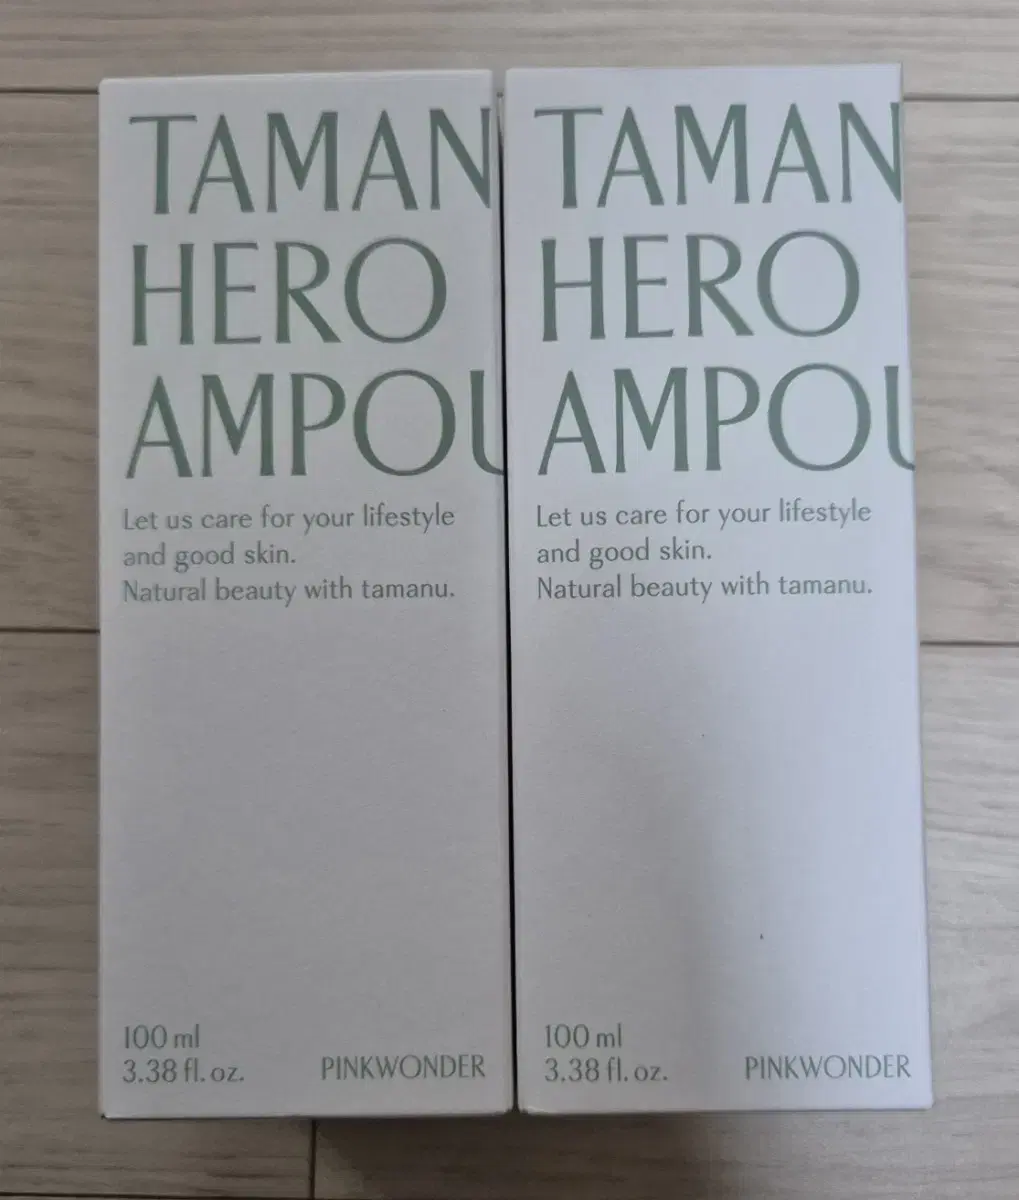 TAMAN
HERO
AMPOU
Let us care for your lifestyle
and good skin.
Natural beauty with tamanu.
100 ml
3.38 fl. oz.
PINKWONDER
TAMAN
HERO
AMPOU
Let us care for your lifestyle
and good skin.
Natural beauty with tamanu.
100 ml
3.38 fl. oz.
PINKWONDER